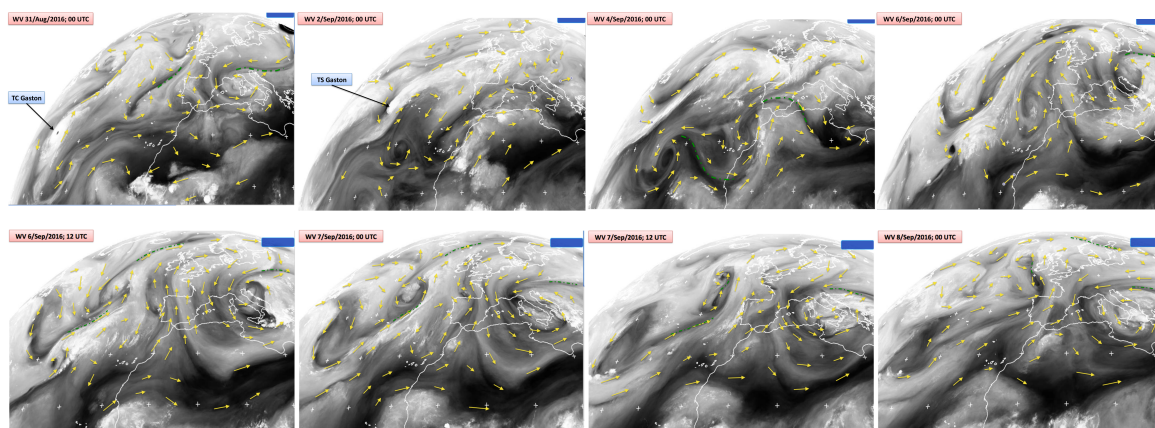 WV 31/Aug/2016, 00 UTC
WV 2/Sep/2016, 00 UTC
WV 4/Sep/2016, 00 UTC
WV 6/Sep/2016, 00 UTC
TC Gaston
TS Gaston
WV 6/Sep/2016, 12 UTC
WV 7/Sep/2016, 00 UTC
WV 7/Sep/2016, 12 UTC
WV 8/Sep/2016, 00 UTC